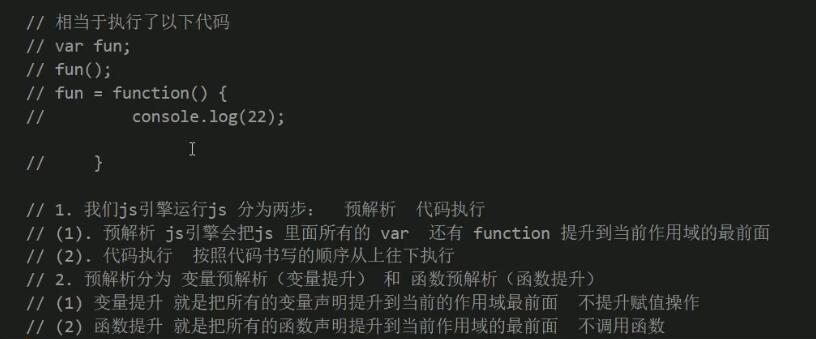 // 相当于执行了以下代码
// var fun;
// fun();
// fun = function() {
//         console.log(22);
//     }
// 1. 我们js引擎运行js 分为两步：  预解析  代码执行
// (1). 预解析 js引擎会把js 里面所有的 var  还有 function 提升到当前作用域的最前面
// (2). 代码执行  按照代码书写的顺序从上往下执行
// 2. 预解析分为 变量预解析（变量提升） 和 函数预解析（函数提升）
// (1) 变量提升 就是把所有的变量声明提升到当前的作用域最前面  不提升赋值操作
// (2) 函数提升 就是把所有的函数声明提升到当前作用域的最前面  不调用函数